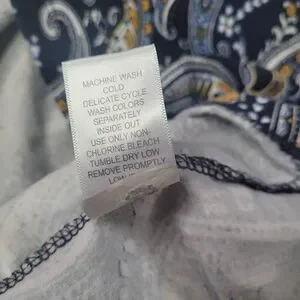 MACHINE WASH
COLD
DELICATE CYCLE
WASH COLORS
SEPARATELY
INSIDE OUT
USE ONLY NON-
CHLORINE BLEACH
TUMBLE DRY LOW
REMOVE PROMPTLY
LOW